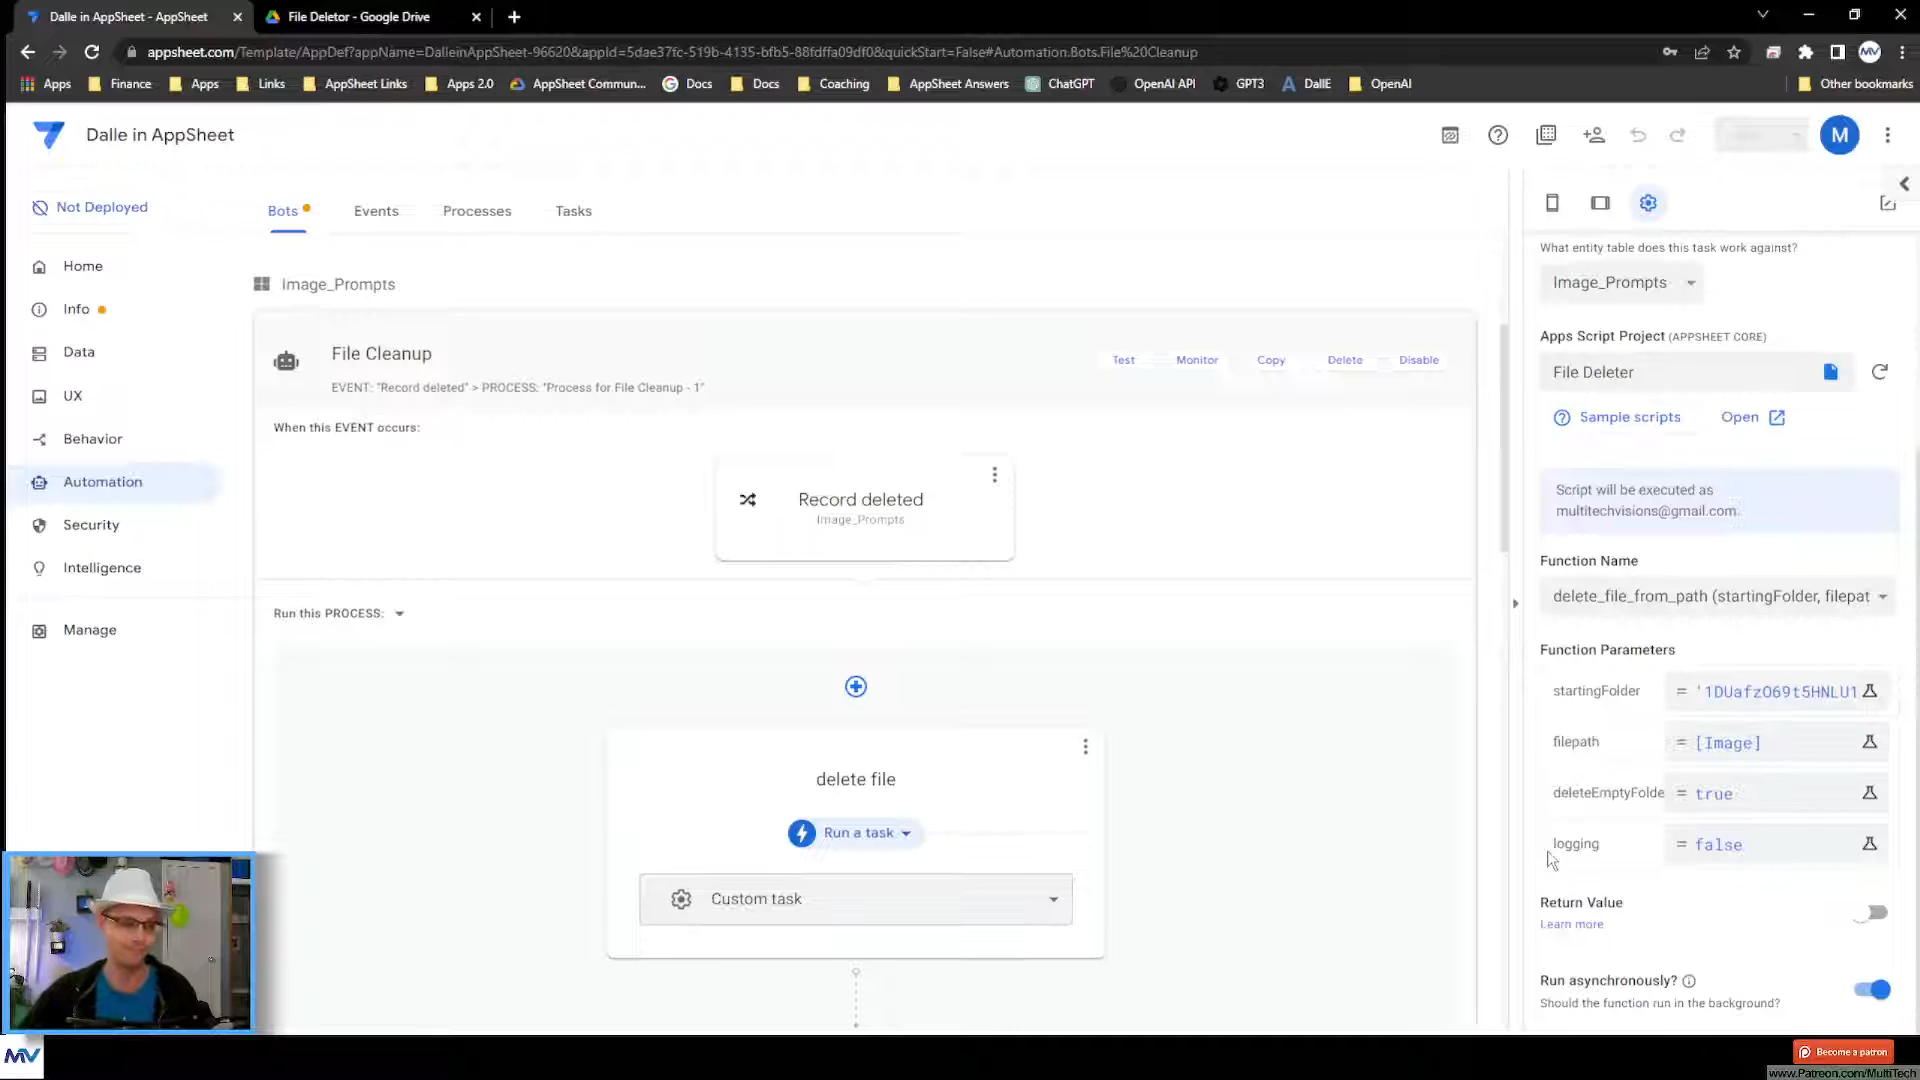 Dalle in AppSheet - AppSheet
File Deletor - Google Drive
appsheet.com/Template/AppDef?appName=DalleinAppSheet-96620&appId=5dae37fc-519b-4135-bfb5-88fdffa09df0&quickStart=False#Automation.Bots.File%20Cleanup
MV
Apps
Finance
Apps
Links
AppSheet Links
Apps 2.0
AppSheet Commun...
Docs
Docs
Coaching
AppSheet Answers
ChatGPT
OpenAI API
GPT3
DallE
OpenAI
Other bookmarks
Dalle in AppSheet
M
Not Deployed
Home
Info
Data
UX
Behavior
Automation
Security
Intelligence
Manage
Bots
Events
Processes
Tasks
Image_Prompts
File Cleanup
EVENT: "Record deleted" > PROCESS: "Process for File Cleanup - 1"
Test
Monitor
Copy
Delete
Disable
When this EVENT occurs:
Record deleted
Image_Prompts
Run this PROCESS:
delete file
Run a task
Custom task
What entity table does this task work against?
Image_Prompts
Apps Script Project (APPSHEET CORE)
File Deleter
Sample scripts
Open
Script will be executed as
multitechvisions@gmail.com.
Function Name
delete_file_from_path (startingFolder, filepat
Function Parameters
startingFolder
= '1DUafzO69t5HNLU1
filepath
= [Image]
deleteEmptyFolde
= true
logging
= false
Return Value
Learn more
Run asynchronously?
Should the function run in the background?
MV
Become a patron
www.Patreon.com/MultiTech